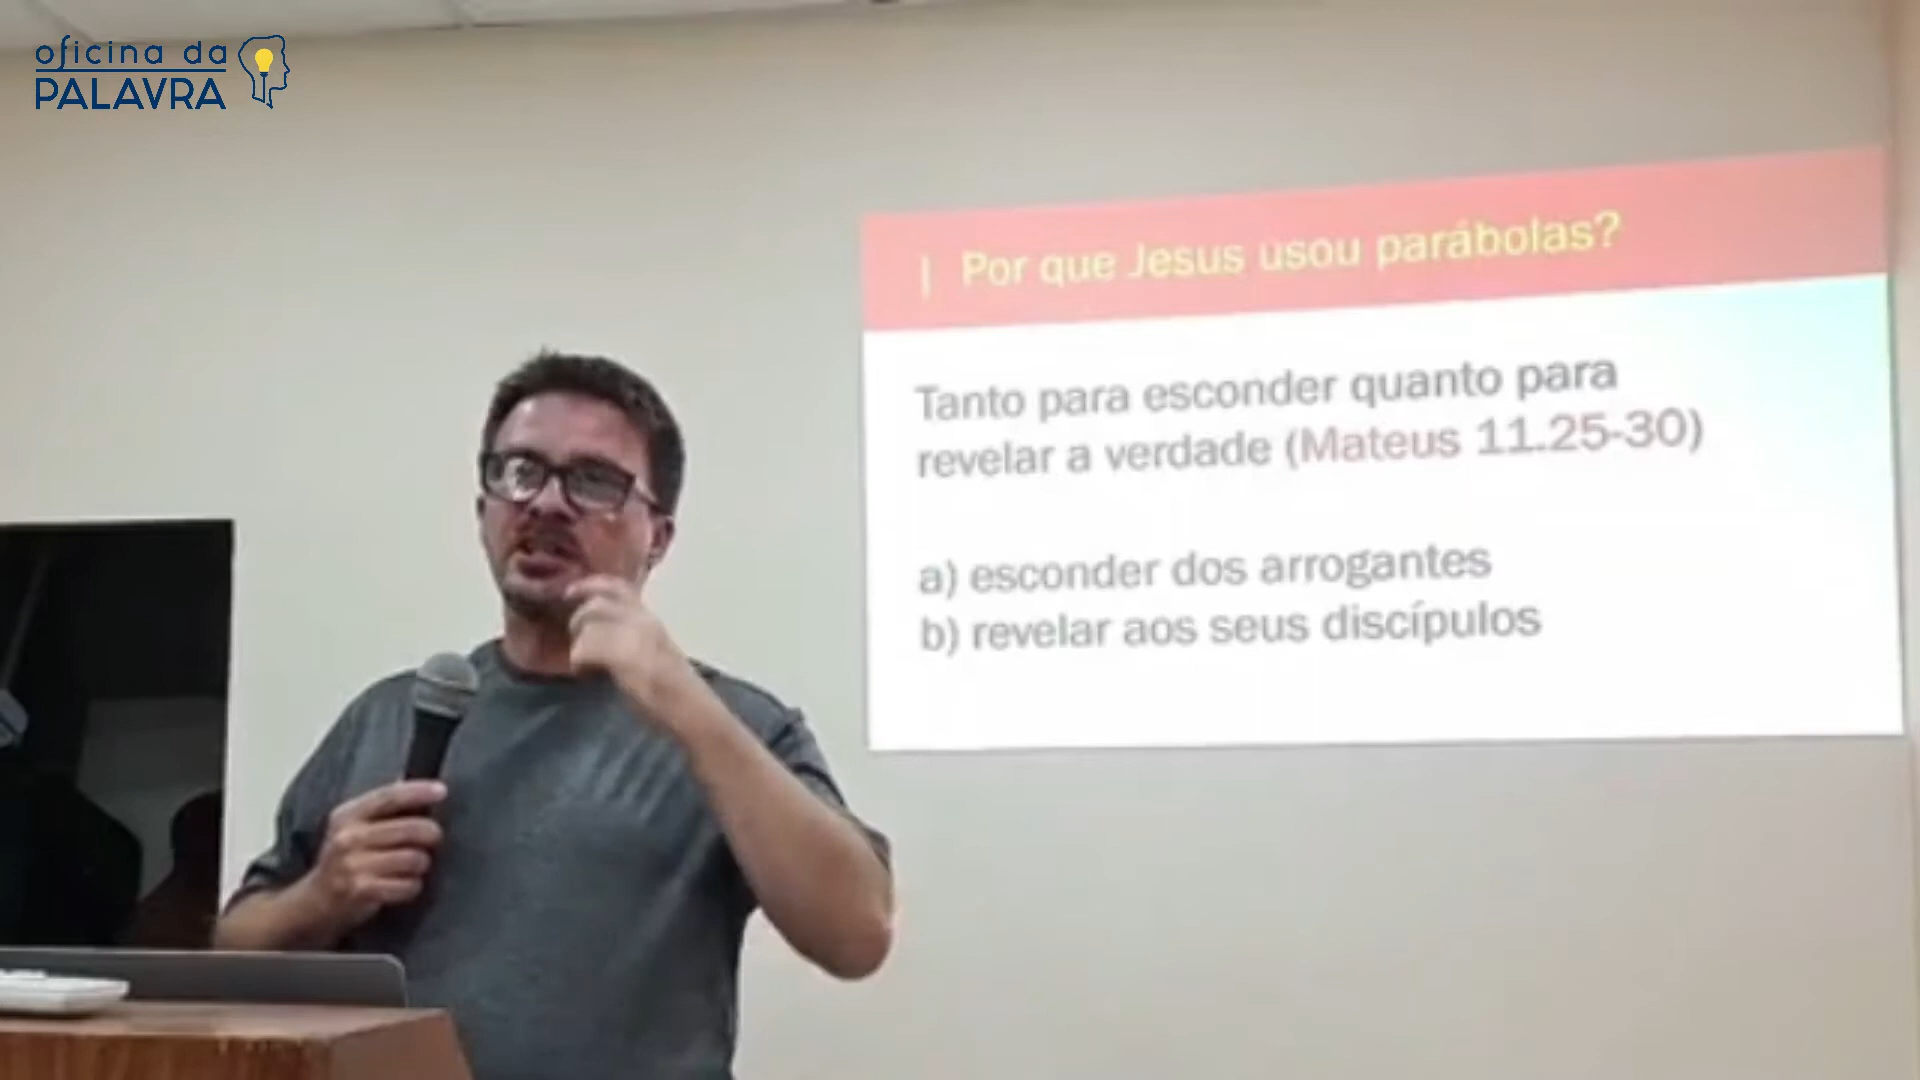 oficina da
PALAVRA
| Por que Jesus usou parábolas?
Tanto para esconder quanto para
revelar a verdade (Mateus 11.25-30)
a) esconder dos arrogantes
b) revelar aos seus discípulos